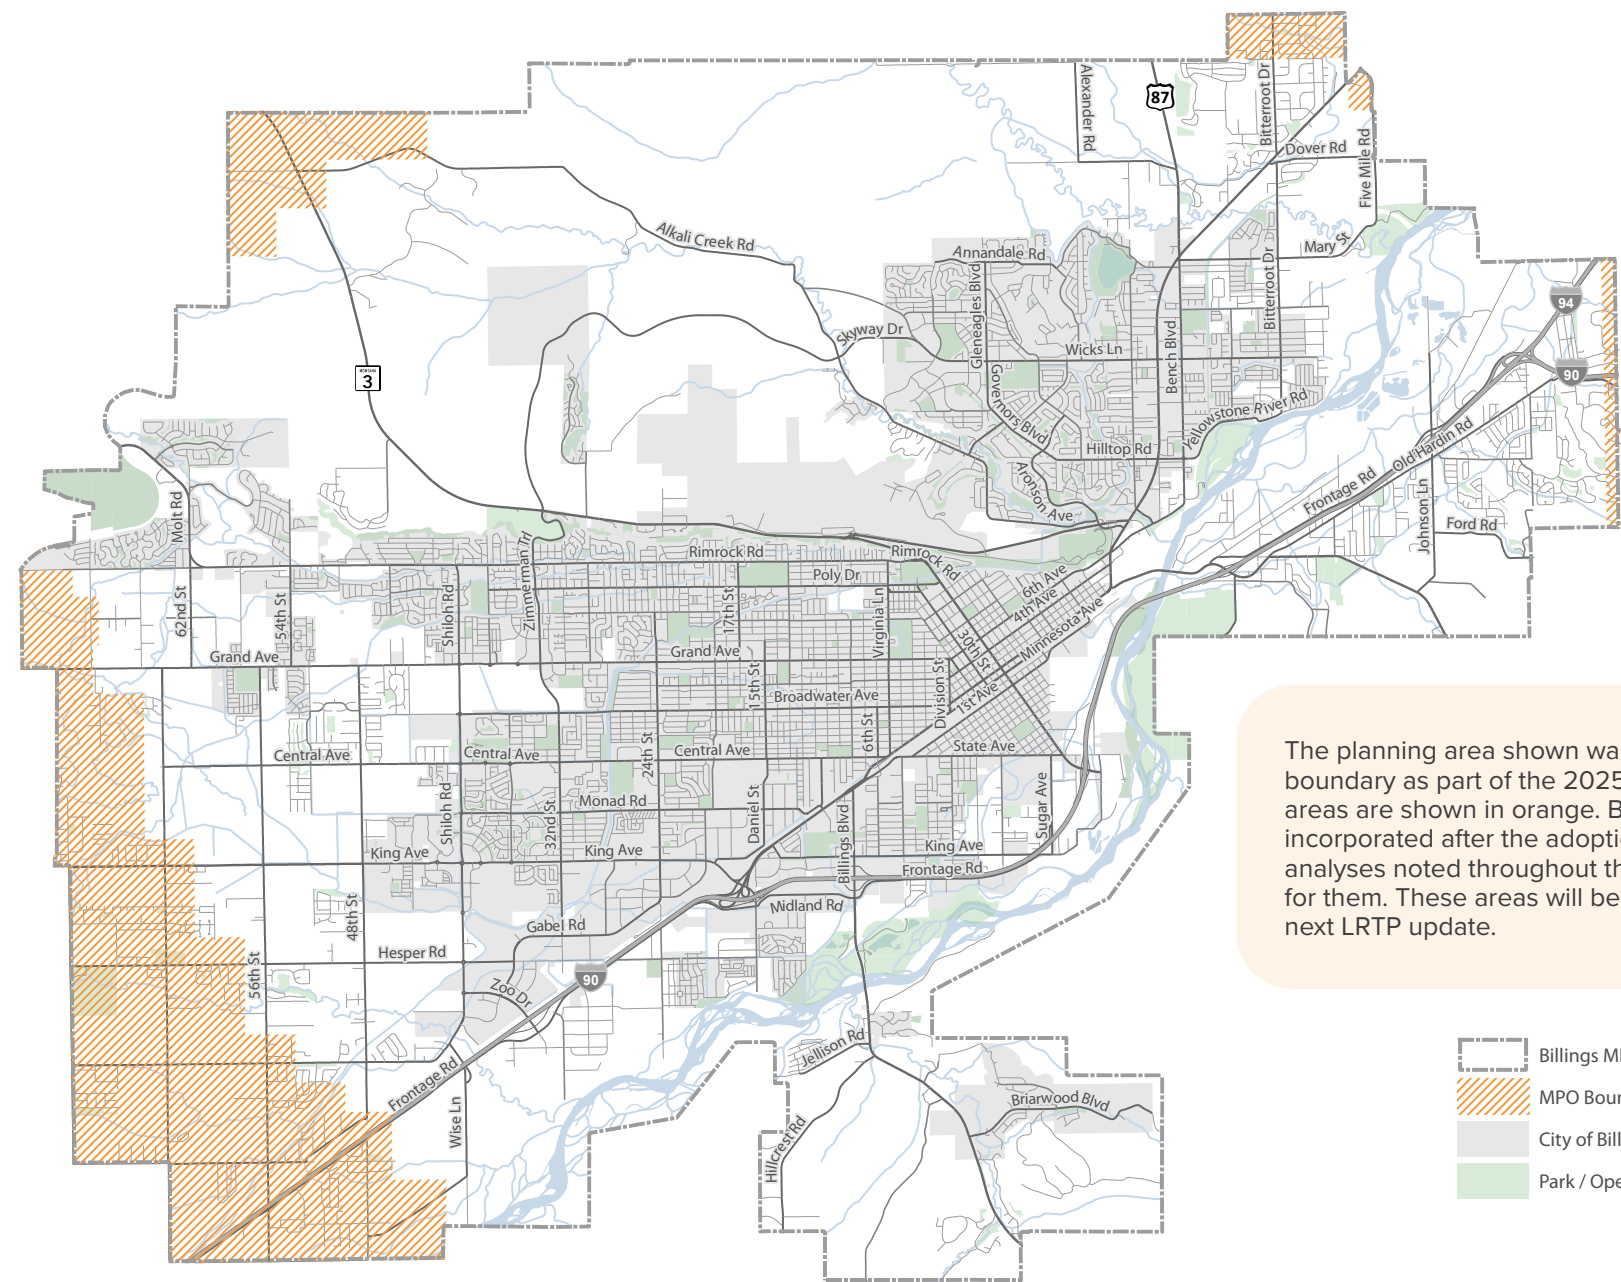 87
Alexander Rd
Bitterroot Dr
Dover Rd
Five Mile Rd
Mary St
Bitterroot Dr
Alkali Creek Rd
Annandale Rd
Gleneagles Blvd
Skyway Dr
Wicks Ln
Bench Blvd
94
90
MONTANA
3
Governors Blvd
Yellowstone River Rd
Hilltop Rd
Old Hardin Rd
Aronson Ave
Frontage Rd
Johnson Ln
Ford Rd
Molt Rd
Rimrock Rd
Rimrock Rd
Zimmerman Trl
Poly Dr
6th Ave
4th Ave
Minnesota Ave
62nd St
54th St
Shiloh Rd
17th St
Virginia Ln
30th St
Grand Ave
Grand Ave
15th St
Broadwater Ave
Division St
1st Ave
6th St
Central Ave
Central Ave
24th St
Central Ave
State Ave
Shiloh Rd
32nd St
Monad Rd
Daniel St
Billings Blvd
Sugar Ave
King Ave
King Ave
King Ave
Frontage Rd
Midland Rd
48th St
Gabel Rd
Hesper Rd
56th St
90
Zoo Dr
Frontage Rd
Wise Ln
Jellison Rd
Briarwood Blvd
Hillcrest Rd
The planning area shown wa
boundary as part of the 2025
areas are shown in orange. B
incorporated after the adopti
analyses noted throughout th
for them. These areas will be
next LRTP update.
Billings M
MPO Boun
City of Bill
Park / Ope